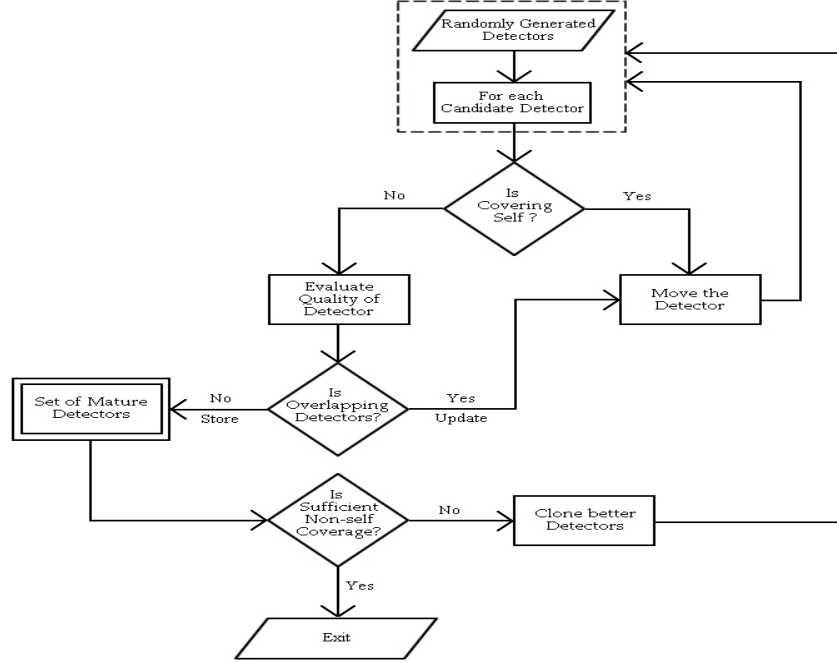 Randomly Generated
Detectors
For each
Candidate Detector
Is
Covering
Self ?
No
Yes
Evaluate
Quality of
Detector
Move the
Detector
Is
Overlapping
Detectors?
No
Store
Yes
Update
Set of Mature
Detectors
Is
Sufficient
Non-self
Coverage?
No
Clone better
Detectors
Yes
Exit